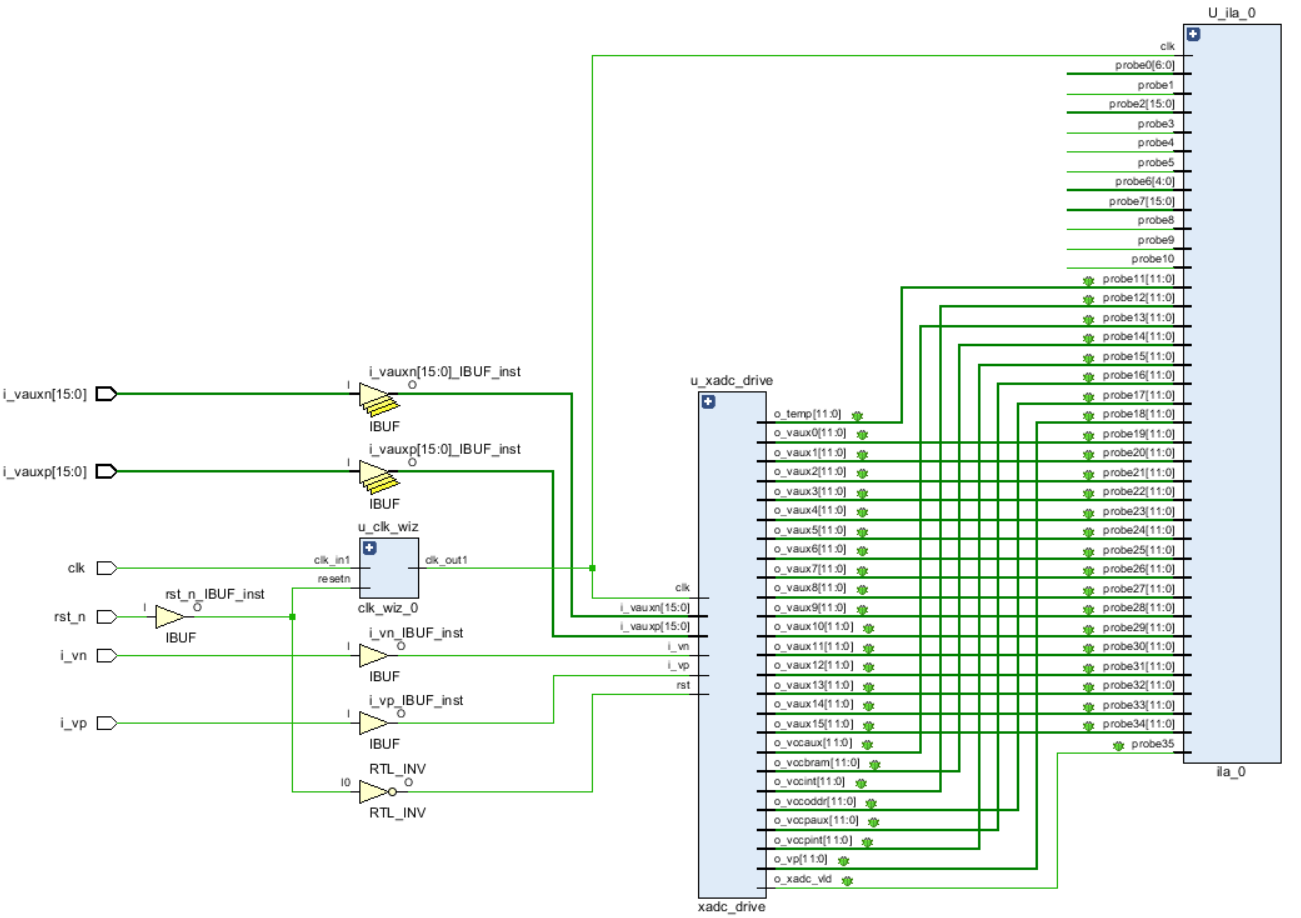 U_ila_0
clk
probe0[6:0]
probe1
probe2[15:0]
probe3
probe4
probe5
probe6[4:0]
probe7[15:0]
probe8
probe9
probe10
probe11[11:0]
probe12[11:0]
probe13[11:0]
probe14[11:0]
probe15[11:0]
probe16[11:0]
probe17[11:0]
probe18[11:0]
probe19[11:0]
probe20[11:0]
probe21[11:0]
probe22[11:0]
probe23[11:0]
probe24[11:0]
probe25[11:0]
probe26[11:0]
probe27[11:0]
probe28[11:0]
probe29[11:0]
probe30[11:0]
probe31[11:0]
probe32[11:0]
probe33[11:0]
probe34[11:0]
probe35
ila_0
i_vauxn[15:0]
i_vauxn[15:0]_IBUF_inst
I
O
IBUF
i_vauxp[15:0]
i_vauxp[15:0]_IBUF_inst
I
O
IBUF
u_clk_wiz
clk
clk_in1
clk_out1
resetn
clk_wiz_0
rst_n
rst_n_IBUF_inst
I
O
IBUF
i_vn
i_vn_IBUF_inst
I
O
IBUF
i_vp
i_vp_IBUF_inst
I
O
IBUF
RTL_INV
I0
O
RTL_INV
u_xadc_drive
clk
i_vauxn[15:0]
i_vauxp[15:0]
i_vn
i_vp
rst
o_temp[11:0]
o_vaux0[11:0]
o_vaux1[11:0]
o_vaux2[11:0]
o_vaux3[11:0]
o_vaux4[11:0]
o_vaux5[11:0]
o_vaux6[11:0]
o_vaux7[11:0]
o_vaux8[11:0]
o_vaux9[11:0]
o_vaux10[11:0]
o_vaux11[11:0]
o_vaux12[11:0]
o_vaux13[11:0]
o_vaux14[11:0]
o_vaux15[11:0]
o_vccaux[11:0]
o_vccbram[11:0]
o_vccint[11:0]
o_vccoddr[11:0]
o_vccpaux[11:0]
o_vccpint[11:0]
o_vp[11:0]
o_xadc_vld
xadc_drive